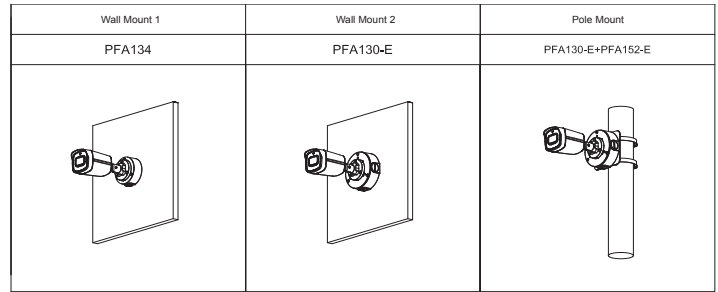 Wall Mount 1
Wall Mount 2
Pole Mount
PFA134
PFA130-E
PFA130-E+PFA152-E